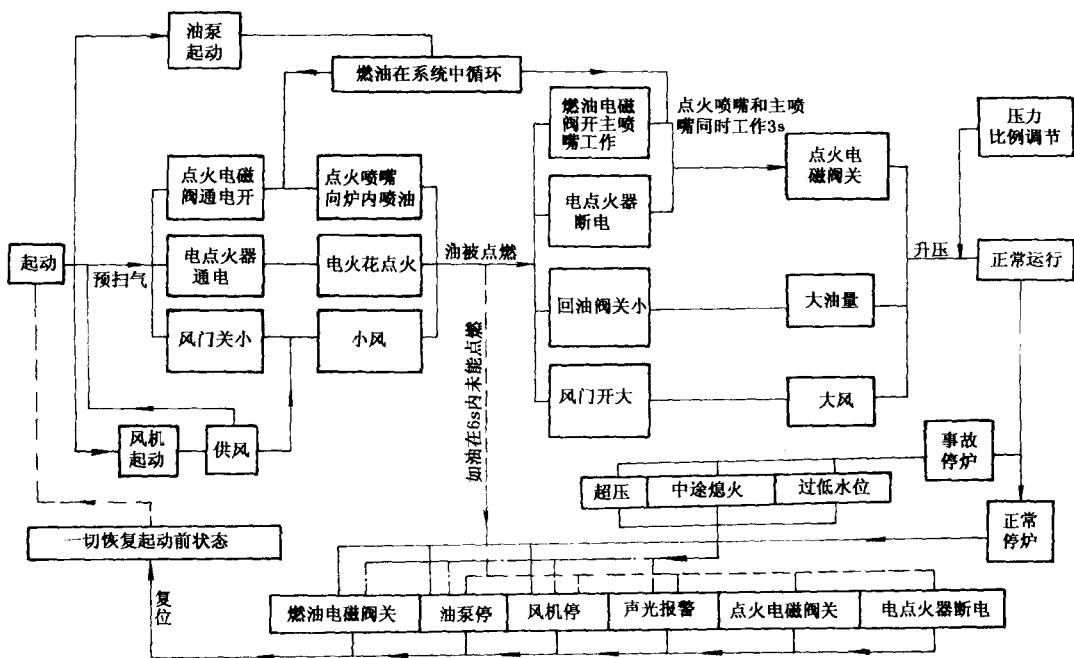 油泵
起动
燃油在系统中循环
燃油电磁
阀开主喷
嘴工作
点火喷嘴和主喷
嘴同时工作3s
压力
比例调节
点火电磁
阀通电开
点火喷嘴
向炉内喷油
点火电
磁阀关
电点火器
断电
起动
预扫气
电点火器
通电
电火花点火
油被点燃
升压
正常运行
回油阀关小
大油量
风门关小
小风
如油在6s内未能点燃
风门开大
大风
风机
起动
供风
事故
停炉
超压
中途熄火
过低水位
正常
停炉
一切恢复起动前状态
复位
燃油电磁阀关
油泵停
风机停
声光报警
点火电磁阀关
电点火器断电